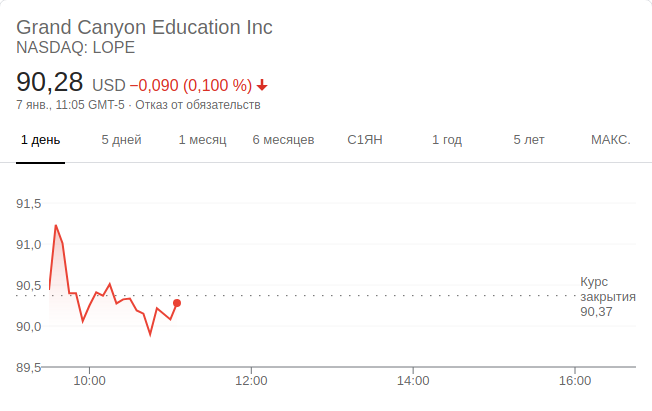 Grand Canyon Education Inc
NASDAQ: LOPE
90,28 USD −0,090 (0,100 %)
7 янв., 11:05 GMT-5 · Отказ от обязательств
1 день 5 дней 1 месяц 6 месяцев С1ЯН 1 год 5 лет МАКС.
91,5
91,0
90,5
90,0
89,5
Курс
закрытия
90,37
10:00 12:00 14:00 16:00